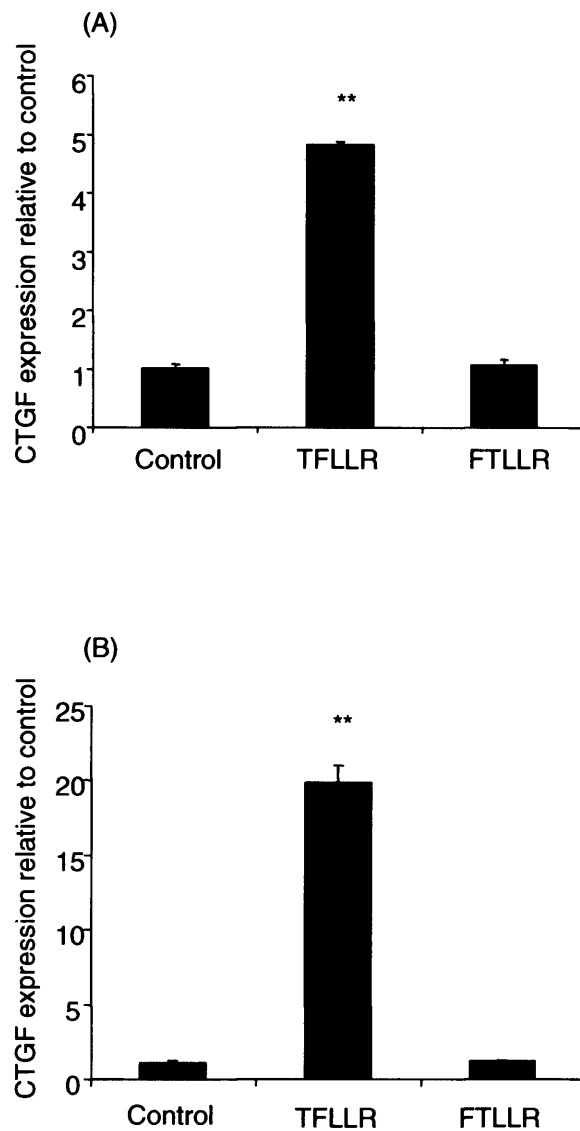 (A)
CTGF expression relative to control
6
5
4
3
2
1
0
**
Control TFLLR FTLLR
(B)
CTGF expression relative to control
25
20
15
10
5
0
**
Control TFLLR FTLLR